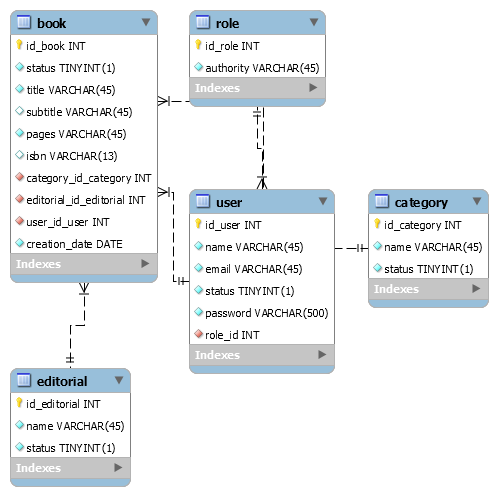 book
id_book INT
status TINYINT(1)
title VARCHAR(45)
subtitle VARCHAR(45)
pages VARCHAR(45)
isbn VARCHAR(13)
category_id_category INT
editorial_id_editorial INT
user_id_user INT
creation_date DATE
Indexes
role
id_role INT
authority VARCHAR(45)
Indexes
user
id_user INT
name VARCHAR(45)
email VARCHAR(45)
status TINYINT(1)
password VARCHAR(500)
role_id INT
Indexes
category
id_category INT
name VARCHAR(45)
status TINYINT(1)
Indexes
editorial
id_editorial INT
name VARCHAR(45)
status TINYINT(1)
Indexes